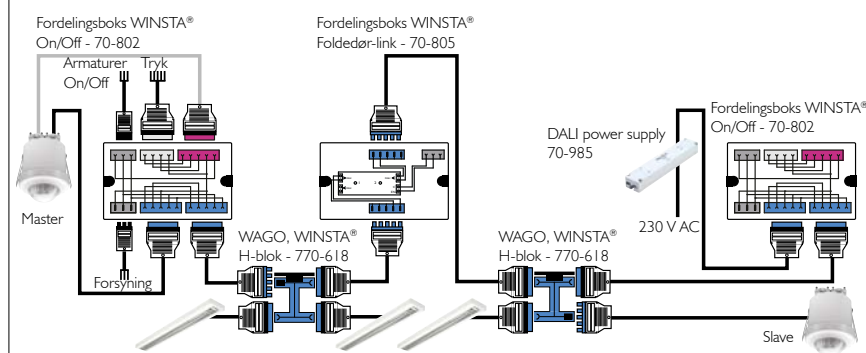 Fordelingsboks WINSTA®
On/Off - 70-802
Armaturer
On/Off
Tryk
Master
Forsyning
Fordelingsboks WINSTA®
Foldedør-link - 70-805
WAGO, WINSTA®
H-blok - 770-618
WAGO, WINSTA®
H-blok - 770-618
DALI power supply
70-985
230 V AC
Fordelingsboks WINSTA®
On/Off - 70-802
Slave